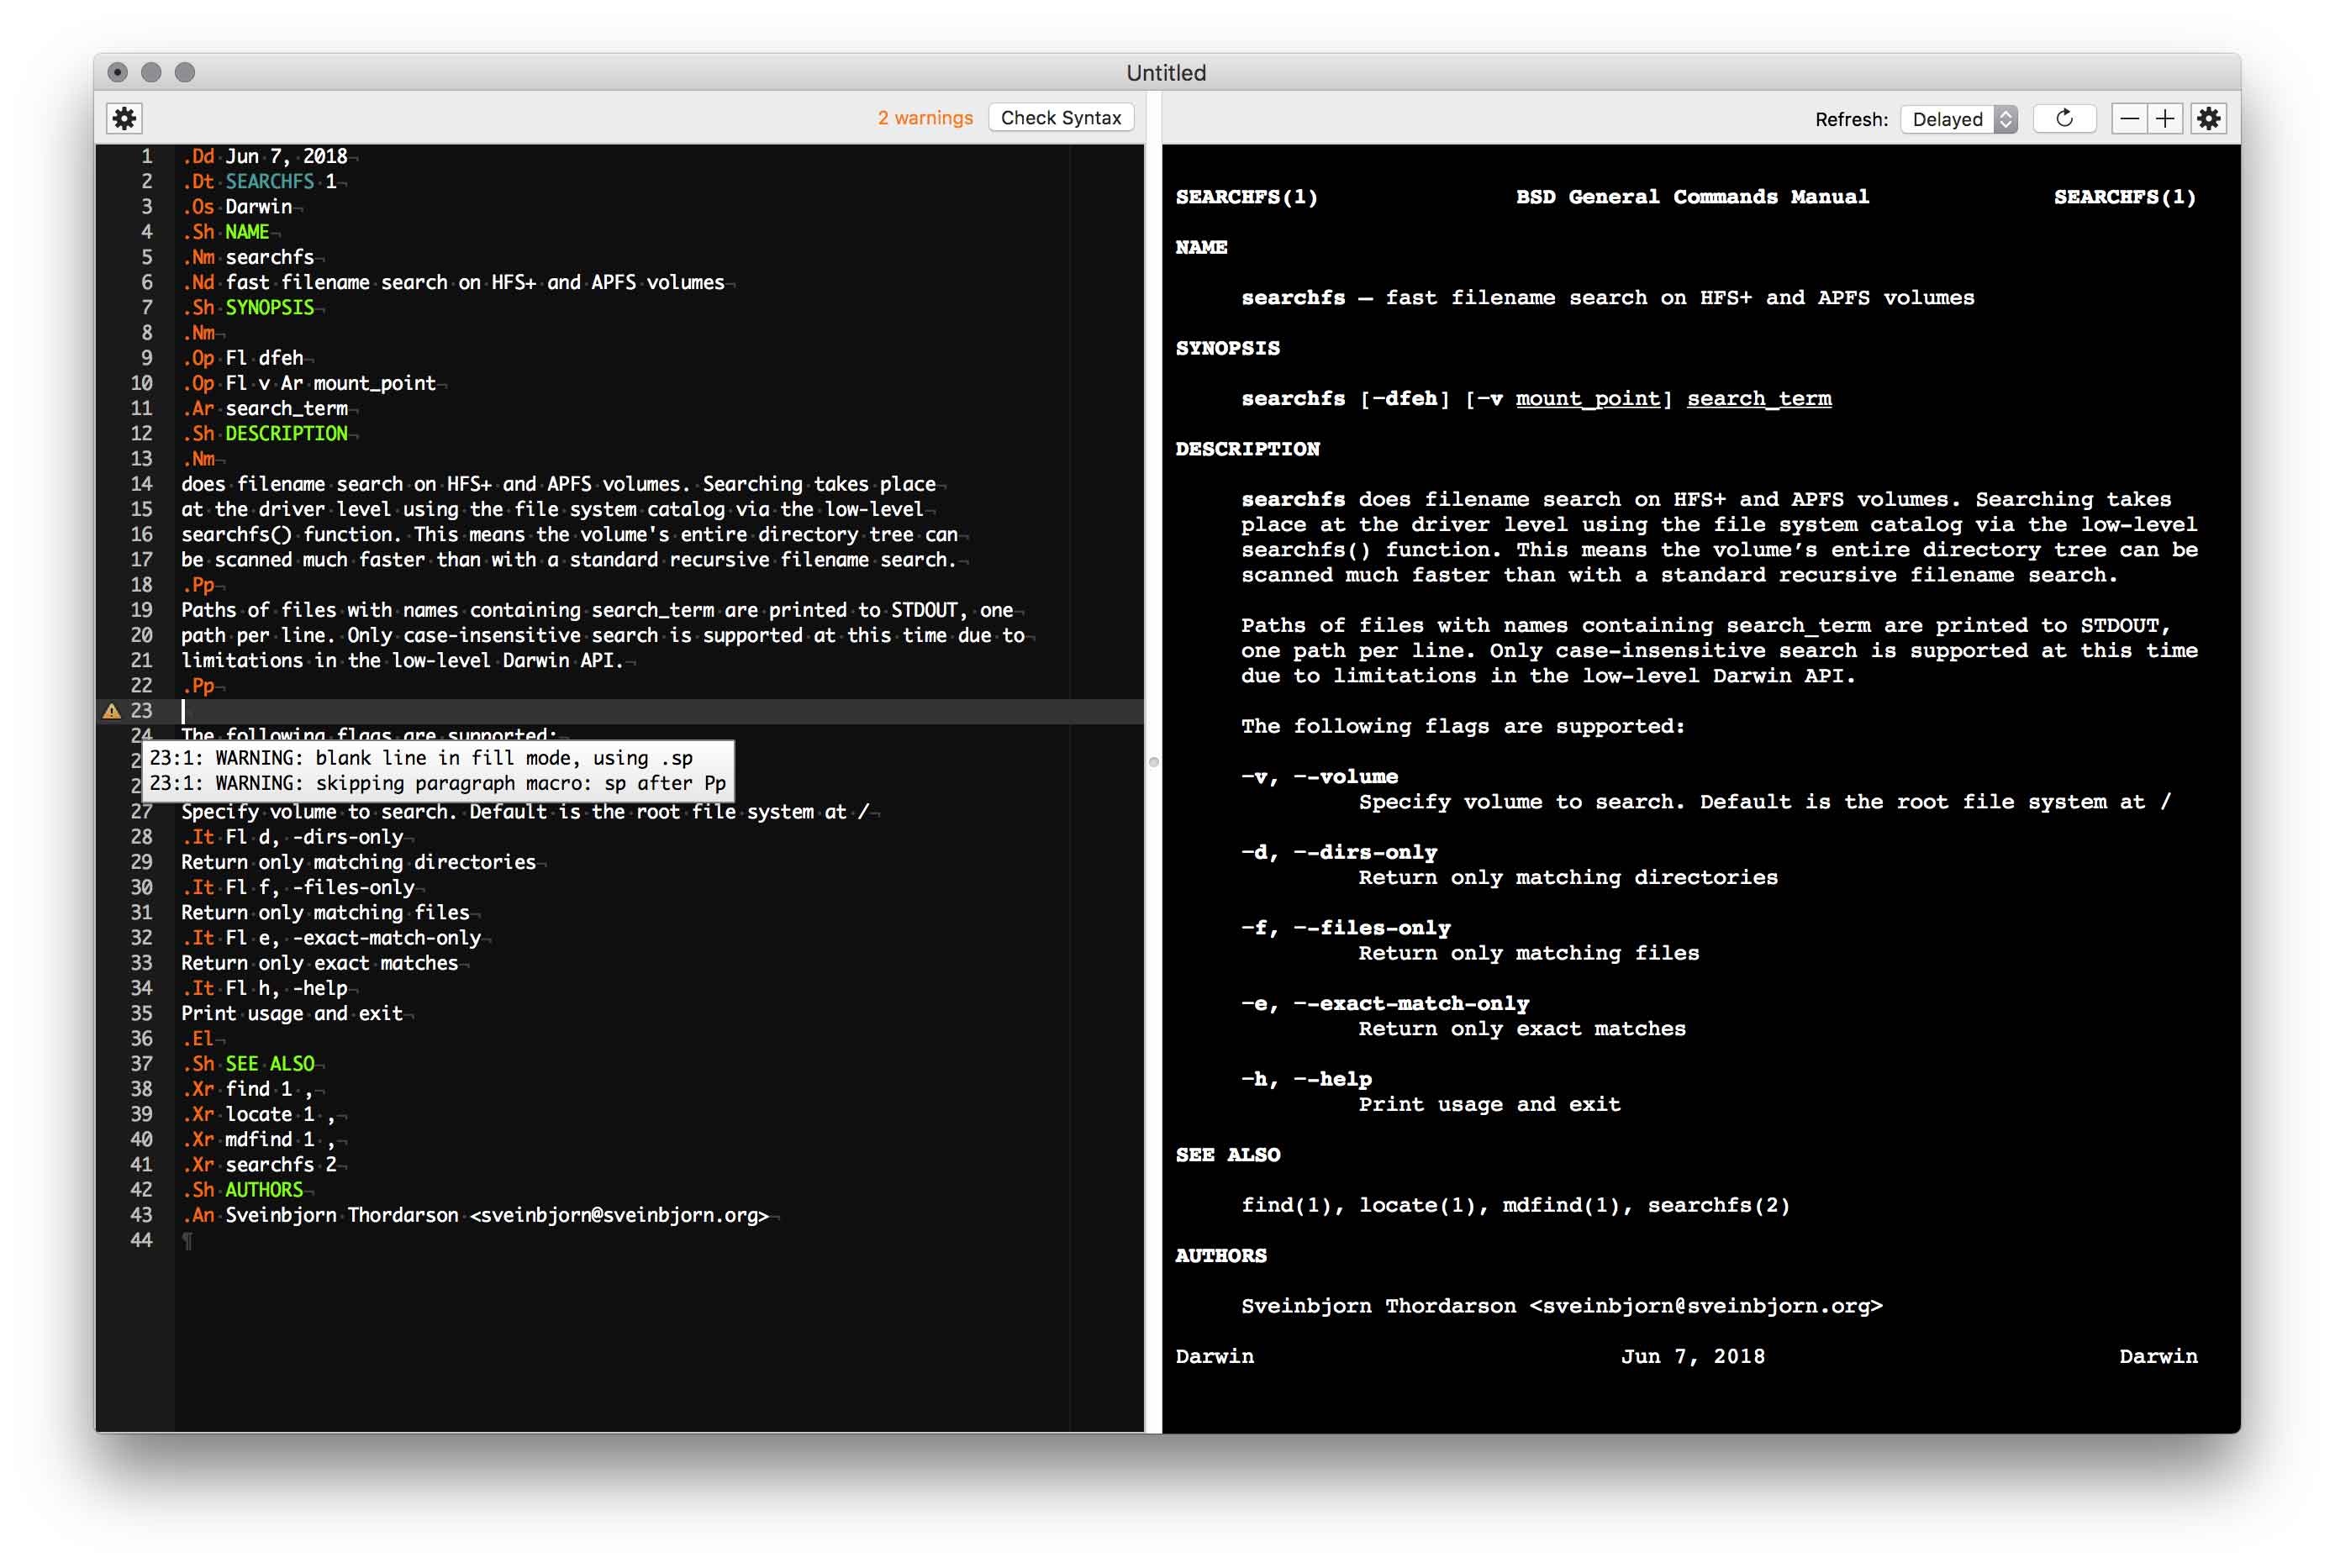 Untitled
2 warnings Check Syntax
Refresh: Delayed
1 .Dd Jun 7, 2018
2 .Dt SEARCHFS 1
3 .Os Darwin
4 .Sh NAME
5 .Nm searchfs
6 .Nd fast filename search on HFS+ and APFS volumes
7 .Sh SYNOPSIS
8 .Nm
9 .Op Fl dfeh
10 .Op Fl v Ar mount_point
11 .Ar search_term
12 .Sh DESCRIPTION
13 .Nm
14 does filename search on HFS+ and APFS volumes. Searching takes place
15 at the driver level using the file system catalog via the low-level
16 searchfs() function. This means the volume's entire directory tree can
17 be scanned much faster than with a standard recursive filename search.
18 .Pp
19 Paths of files with names containing search_term are printed to STDOUT, one
20 path per line. Only case-insensitive search is supported at this time due to
21 limitations in the low-level Darwin API.
22 .Pp
23
24 The following flags are supported:
23:1: WARNING: blank line in fill mode, using .sp
23:1: WARNING: skipping paragraph macro: sp after Pp
27 Specify volume to search. Default is the root file system at /
28 .It Fl d, -dirs-only
29 Return only matching directories
30 .It Fl f, -files-only
31 Return only matching files
32 .It Fl e, -exact-match-only
33 Return only exact matches
34 .It Fl h, -help
35 Print usage and exit
36 .El
37 .Sh SEE ALSO
38 .Xr find 1 ,
39 .Xr locate 1 ,
40 .Xr mdfind 1 ,
41 .Xr searchfs 2
42 .Sh AUTHORS
43 .An Sveinbjorn Thordarson <sveinbjorn@sveinbjorn.org>
44
SEARCHFS(1) BSD General Commands Manual SEARCHFS(1)
NAME
searchfs — fast filename search on HFS+ and APFS volumes
SYNOPSIS
searchfs [−dfeh] [−v mount_point] search_term
DESCRIPTION
searchfs does filename search on HFS+ and APFS volumes. Searching takes
place at the driver level using the file system catalog via the low-level
searchfs() function. This means the volume’s entire directory tree can be
scanned much faster than with a standard recursive filename search.
Paths of files with names containing search_term are printed to STDOUT,
one path per line. Only case-insensitive search is supported at this time
due to limitations in the low-level Darwin API.
The following flags are supported:
−v, −-volume
Specify volume to search. Default is the root file system at /
−d, −-dirs-only
Return only matching directories
−f, −-files-only
Return only matching files
−e, −-exact-match-only
Return only exact matches
−h, −-help
Print usage and exit
SEE ALSO
find(1), locate(1), mdfind(1), searchfs(2)
AUTHORS
Sveinbjorn Thordarson <sveinbjorn@sveinbjorn.org>
Darwin Jun 7, 2018 Darwin